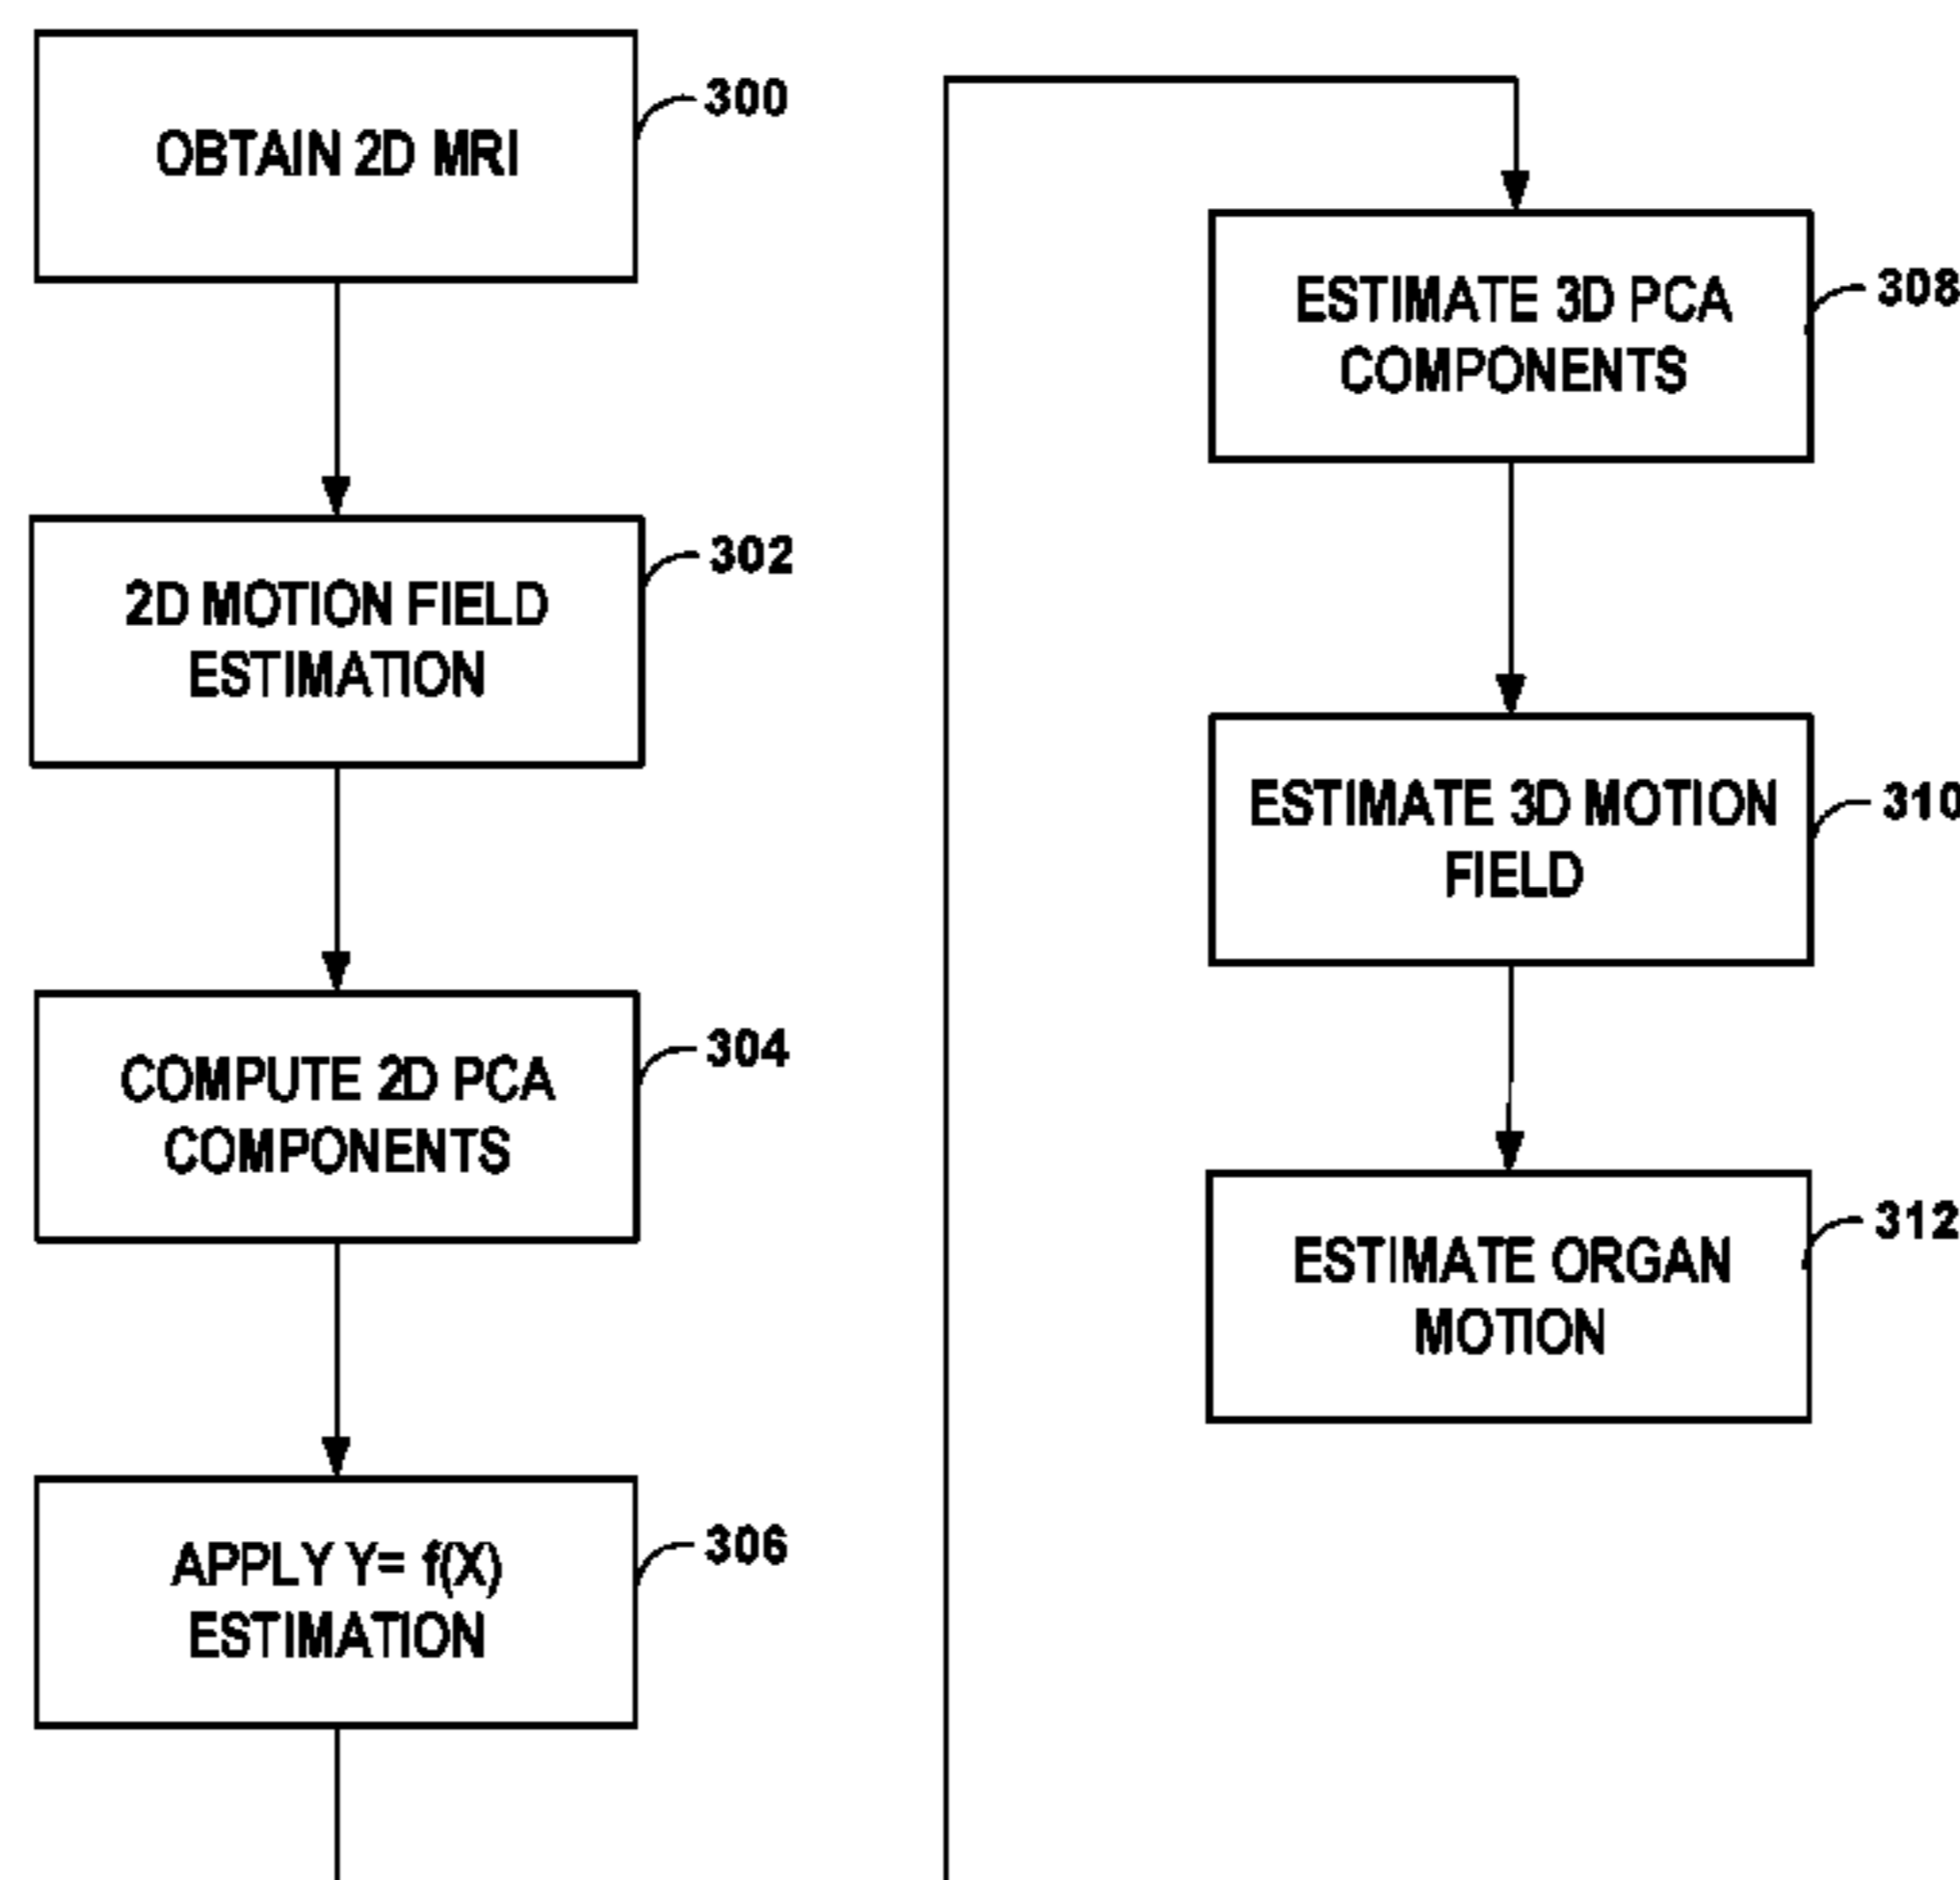 OBTAIN 2D MRI
300
2D MOTION FIELD
ESTIMATION
302
COMPUTE 2D PCA
COMPONENTS
304
APPLY Y= f(X)
ESTIMATION
306
ESTIMATE 3D PCA
COMPONENTS
308
ESTIMATE 3D MOTION
FIELD
310
ESTIMATE ORGAN
MOTION
312